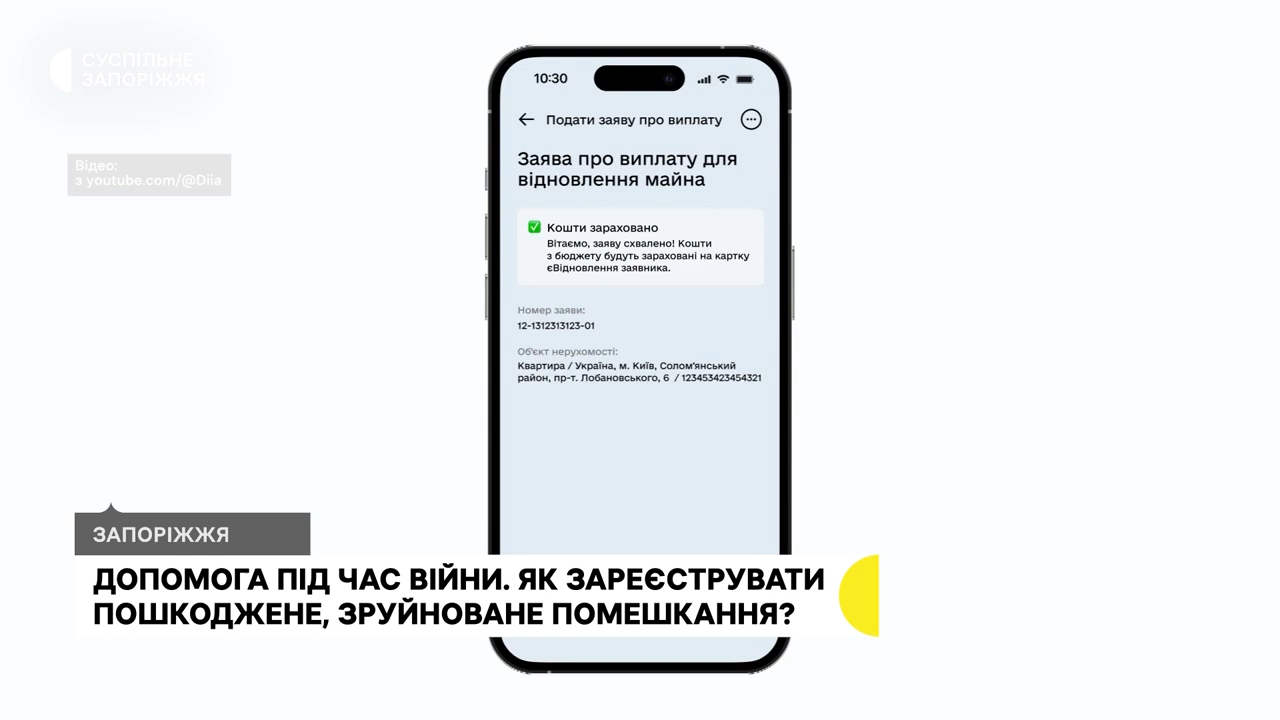 СУСПІЛЬНЕ
ЗАПОРІЖЖЯ
Відео:
з youtube.com/@Diia
10:30
Подати заяву про виплату
Заява про виплату для
відновлення майна
Кошти зараховано
Вітаємо, заяву схвалено! Кошти
з бюджету будуть зараховані на картку
єВідновлення заявника.
Номер заяви:
12-1312313123-01
Об'єкт нерухомості:
Квартира / Україна, м. Київ, Солом'янський
район, пр-т. Лобановського, 6 / 123453423454321
ЗАПОРІЖЖЯ
ДОПОМОГА ПІД ЧАС ВІЙНИ. ЯК ЗАРЕЄСТРУВАТИ
ПОШКОДЖЕНЕ, ЗРУЙНОВАНЕ ПОМЕШКАННЯ?